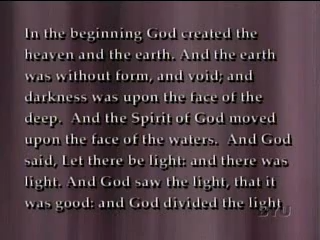 In the beginning God created the
heaven and the earth. And the earth
was without form, and void; and
darkness was upon the face of the
deep.  And the Spirit of God moved
upon the face of the waters.  And God
said, Let there be light: and there was
light. And God saw the light, that it
was good: and God divided the light
BYU